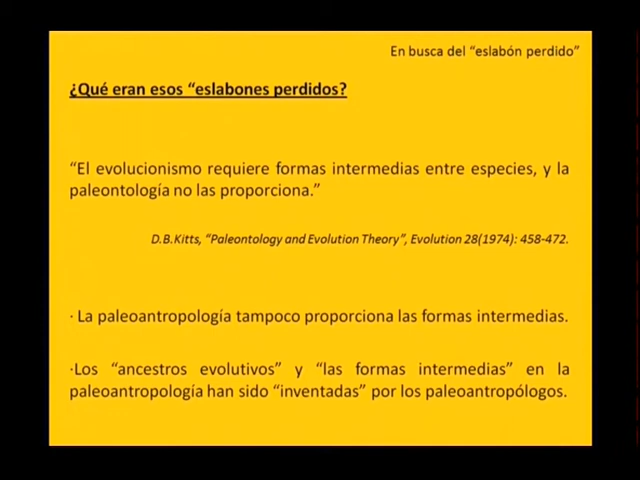 En busca del “eslabón perdido”
¿Qué eran esos “eslabones perdidos?
“El evolucionismo requiere formas intermedias entre especies, y la
paleontología no las proporciona.”
D.B.Kitts, “Paleontology and Evolution Theory”, Evolution 28(1974): 458-472.
· La paleoantropología tampoco proporciona las formas intermedias.
·Los “ancestros evolutivos” y “las formas intermedias” en la
paleoantropología han sido “inventadas” por los paleoantropólogos.